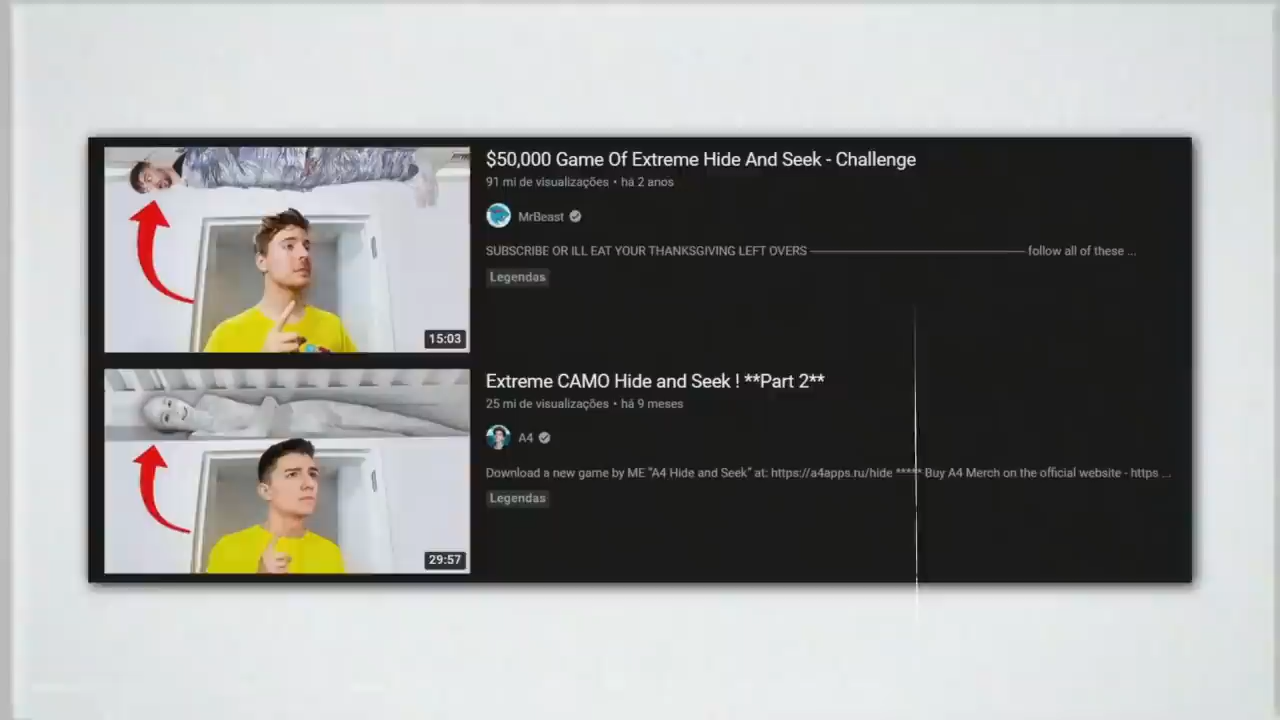 $50,000 Game Of Extreme Hide And Seek - Challenge
91 mi de visualizações • há 2 anos
MrBeast
SUBSCRIBE OR ILL EAT YOUR THANKSGIVING LEFT OVERS ———————————————— follow all of these ...
Legendas
15:03
Extreme CAMO Hide and Seek ! **Part 2**
25 mi de visualizações • há 9 meses
A4
Download a new game by ME "A4 Hide and Seek" at: https://a4apps.ru/hide ***** Buy A4 Merch on the official website - https ...
Legendas
29:57